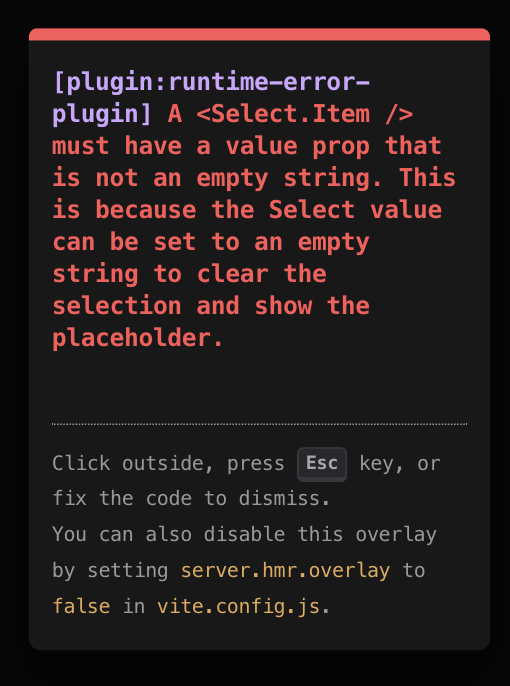 [plugin:runtime-error-
plugin] A <Select.Item />
must have a value prop that
is not an empty string. This
is because the Select value
can be set to an empty
string to clear the
selection and show the
placeholder.
Click outside, press Esc key, or
fix the code to dismiss.
You can also disable this overlay
by setting server.hmr.overlay to
false in vite.config.js.